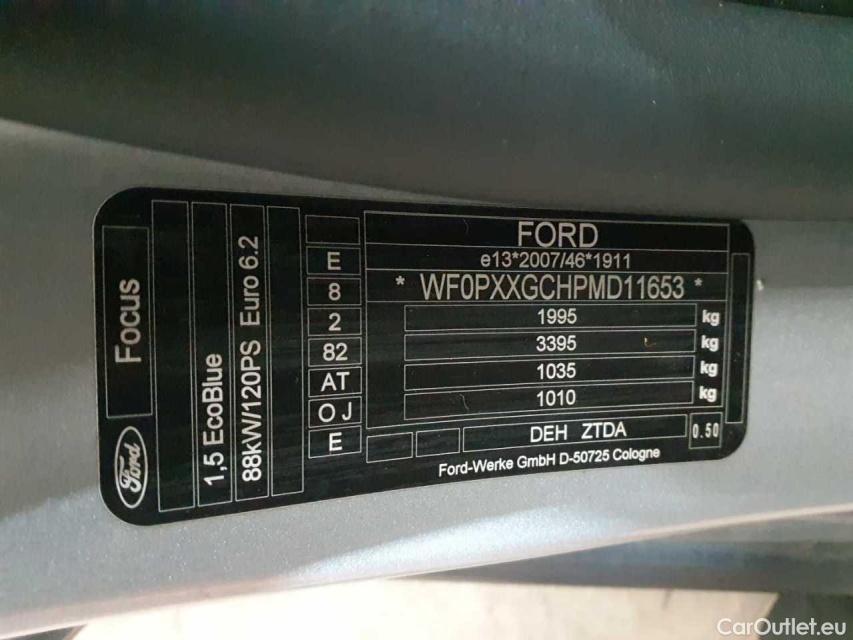 Focus
Ford
1,5 EcoBlue
88kW/120PS Euro 6.2
E
8
2
82
AT
OJ
E
FORD
e13*2007/46*1911
* WF0PXXGCHPMD11653 *
1995 kg
3395 kg
1035 kg
1010 kg
DEH ZTDA 0.50
Ford-Werke GmbH D-50725 Cologne
CarOutlet.eu